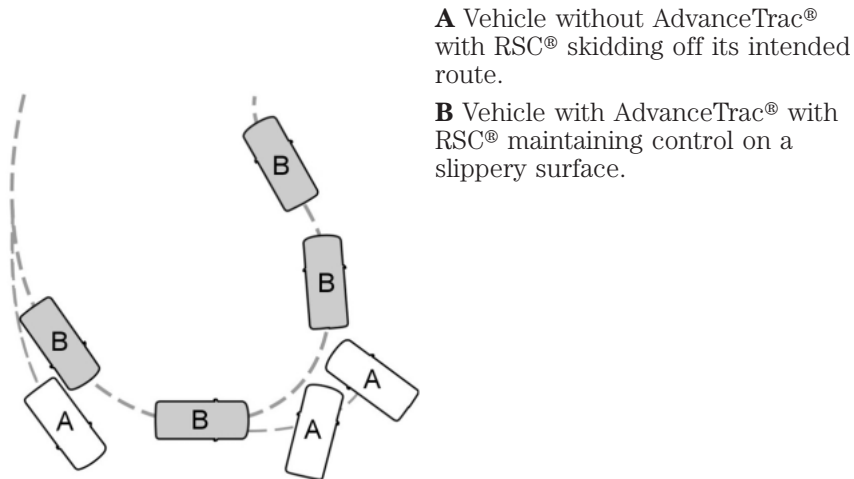 A Vehicle without AdvanceTrac®
with RSC® skidding off its intended
route.
B Vehicle with AdvanceTrac® with
RSC® maintaining control on a
slippery surface.
B
B
B
A
B
A
A